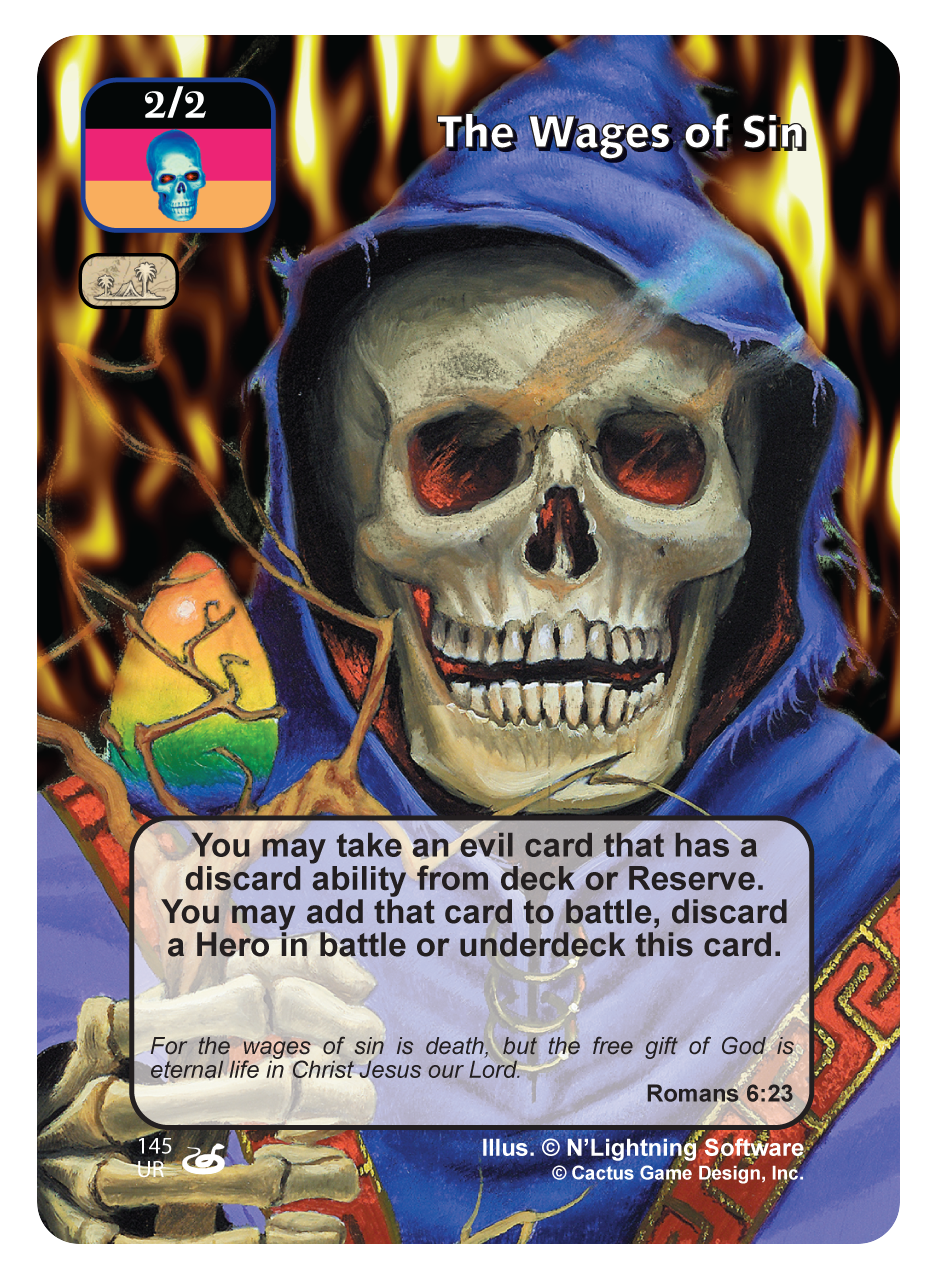 2/2
The Wages of Sin
You may take an evil card that has a
discard ability from deck or Reserve.
You may add that card to battle, discard
a Hero in battle or underdeck this card.
For the wages of sin is death, but the free gift of God is
eternal life in Christ Jesus our Lord.
Romans 6:23
145
UR
Illus. © N'Lightning Software
© Cactus Game Design, Inc.